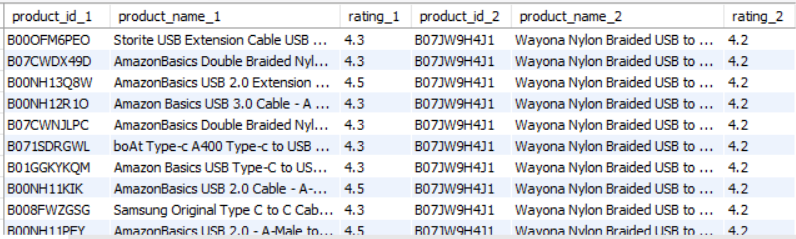 product_id_1 product_name_1 rating_1 product_id_2 product_name_2 rating_2
B00OFM6PEO Storite USB Extension Cable USB ... 4.3 B07JW9H4J1 Wayona Nylon Braided USB to ... 4.2
B07CWDX49D AmazonBasics Double Braided Nyl... 4.3 B07JW9H4J1 Wayona Nylon Braided USB to ... 4.2
B00NH13Q8W AmazonBasics USB 2.0 Extension ... 4.5 B07JW9H4J1 Wayona Nylon Braided USB to ... 4.2
B00NH12R1O Amazon Basics USB 3.0 Cable - A ... 4.3 B07JW9H4J1 Wayona Nylon Braided USB to ... 4.2
B07CWNJLPC AmazonBasics Double Braided Nyl... 4.3 B07JW9H4J1 Wayona Nylon Braided USB to ... 4.2
B071SDRGWL boAt Type-c A400 Type-c to USB ... 4.3 B07JW9H4J1 Wayona Nylon Braided USB to ... 4.2
B01GGKYKQM Amazon Basics USB Type-C to US... 4.3 B07JW9H4J1 Wayona Nylon Braided USB to ... 4.2
B00NH11KIK AmazonBasics USB 2.0 Cable - A-... 4.5 B07JW9H4J1 Wayona Nylon Braided USB to ... 4.2
B008FWZGSG Samsung Original Type C to C Cab... 4.3 B07JW9H4J1 Wayona Nylon Braided USB to ... 4.2
B00NH11PEY AmazonBasics USB 2.0 - A-Male to... 4.5 B07JW9H4J1 Wayona Nylon Braided USB to ... 4.2